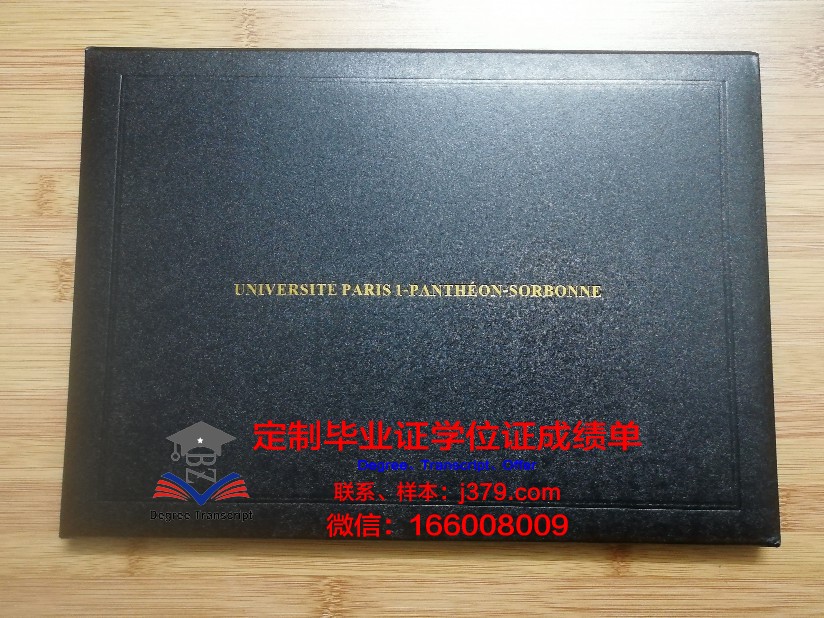 UNIVERSITE PARIS 1-PANTHÉON-SORBONNE
定制毕业证学位证成绩单
Degree、Transcript、Offer
BZ
联系、样本：j379.com
Degree Transcript
微信：166008009